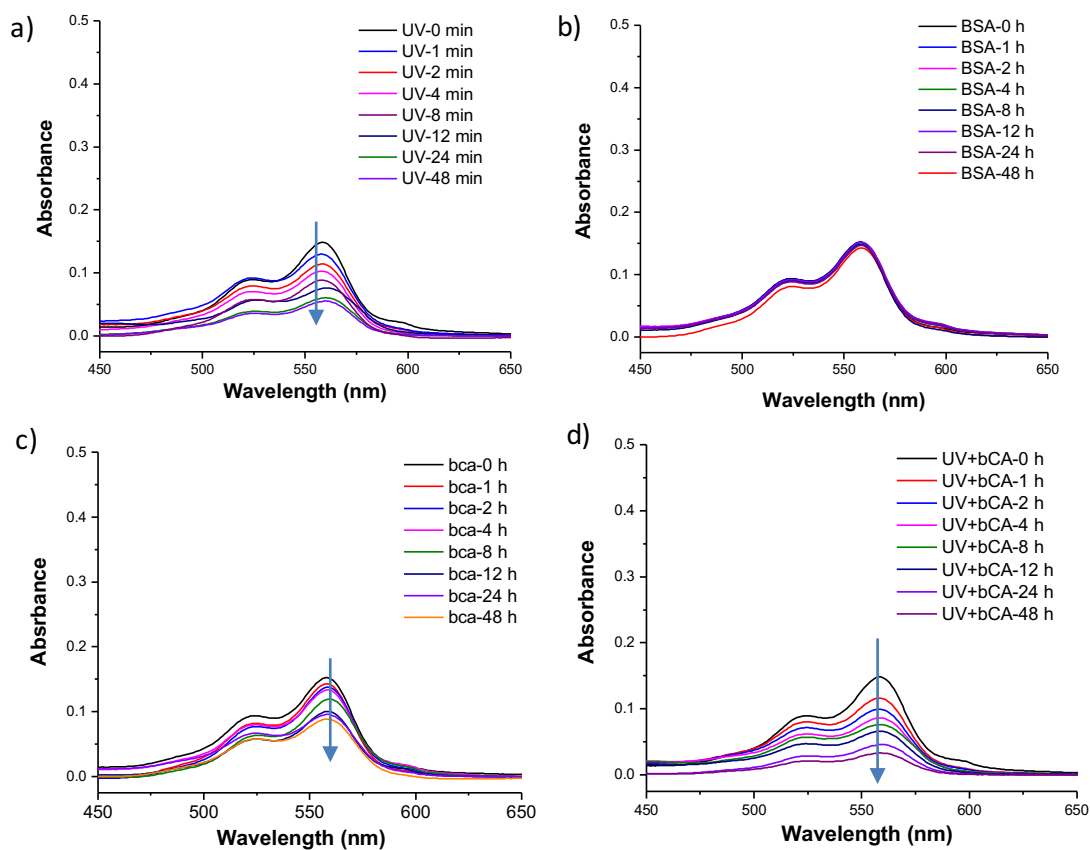 a)
0.5
0.4
0.3
0.2
0.1
0.0
Absorbance
UV-0 min
UV-1 min
UV-2 min
UV-4 min
UV-8 min
UV-12 min
UV-24 min
UV-48 min
450
500
550
600
650
Wavelength (nm)
b)
0.5
0.4
0.3
0.2
0.1
0.0
Absorbance
BSA-0 h
BSA-1 h
BSA-2 h
BSA-4 h
BSA-8 h
BSA-12 h
BSA-24 h
BSA-48 h
450
500
550
600
650
Wavelength (nm)
c)
0.5
0.4
0.3
0.2
0.1
0.0
Absrbance
bca-0 h
bca-1 h
bca-2 h
bca-4 h
bca-8 h
bca-12 h
bca-24 h
bca-48 h
450
500
550
600
650
Wavelength (nm)
d)
0.5
0.4
0.3
0.2
0.1
0.0
Absorbance
UV+bCA-0 h
UV+bCA-1 h
UV+bCA-2 h
UV+bCA-4 h
UV+bCA-8 h
UV+bCA-12 h
UV+bCA-24 h
UV+bCA-48 h
450
500
550
600
650
Wavelength (nm)